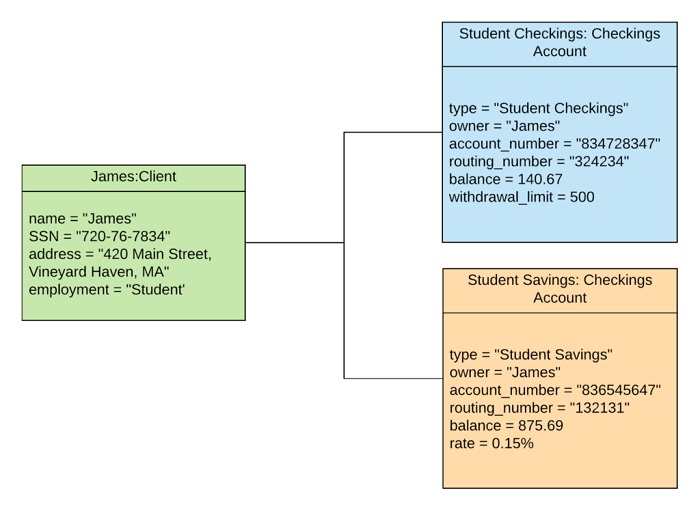 James:Client
name = "James"
SSN = "720-76-7834"
address = "420 Main Street,
Vineyard Haven, MA"
employment = "Student'
Student Checkings: Checkings
Account
type = "Student Checkings"
owner = "James"
account_number = "834728347"
routing_number = "324234"
balance = 140.67
withdrawal_limit = 500
Student Savings: Checkings
Account
type = "Student Savings"
owner = "James"
account_number = "836545647"
routing_number = "132131"
balance = 875.69
rate = 0.15%